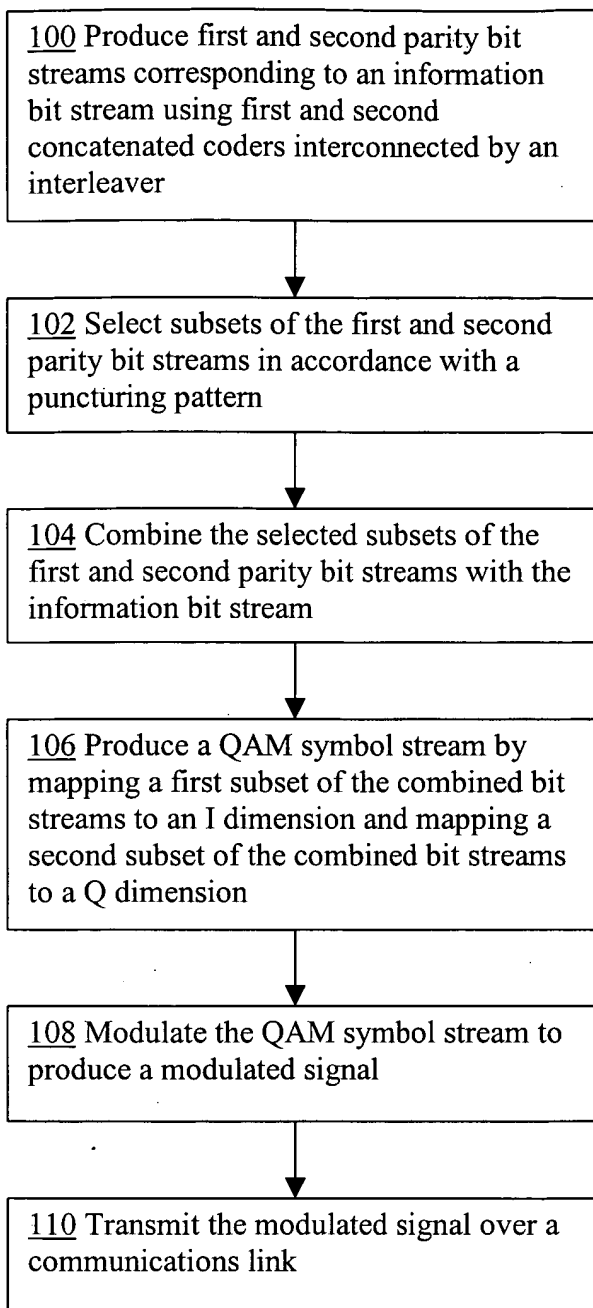 100 Produce first and second parity bit
streams corresponding to an information
bit stream using first and second
concatenated coders interconnected by an
interleaver
102 Select subsets of the first and second
parity bit streams in accordance with a
puncturing pattern
104 Combine the selected subsets of the
first and second parity bit streams with the
information bit stream
106 Produce a QAM symbol stream by
mapping a first subset of the combined bit
streams to an I dimension and mapping a
second subset of the combined bit streams
to a Q dimension
108 Modulate the QAM symbol stream to
produce a modulated signal
110 Transmit the modulated signal over a
communications link